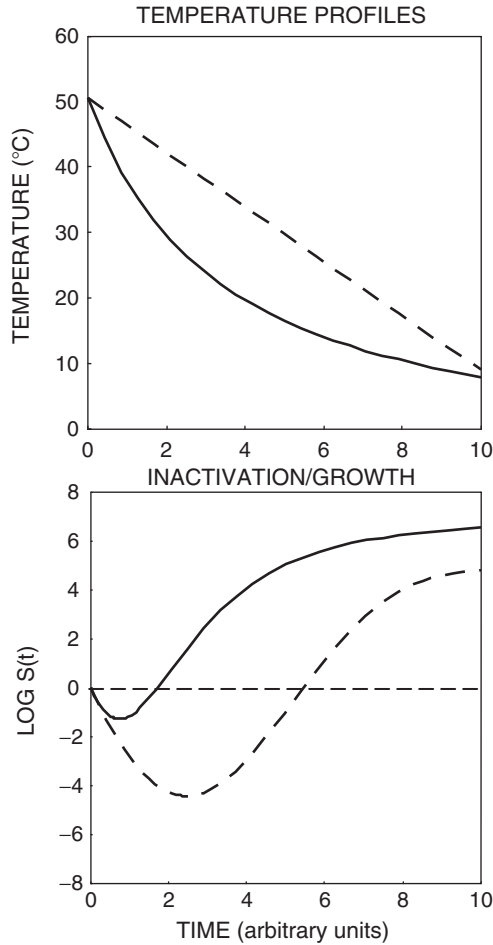 TEMPERATURE PROFILES
60
50
40
30
20
10
0
TEMPERATURE (°C)
0 2 4 6 8 10
INACTIVATION/GROWTH
8
6
4
2
0
−2
−4
−6
−8
LOG S(t)
0 2 4 6 8 10
TIME (arbitrary units)